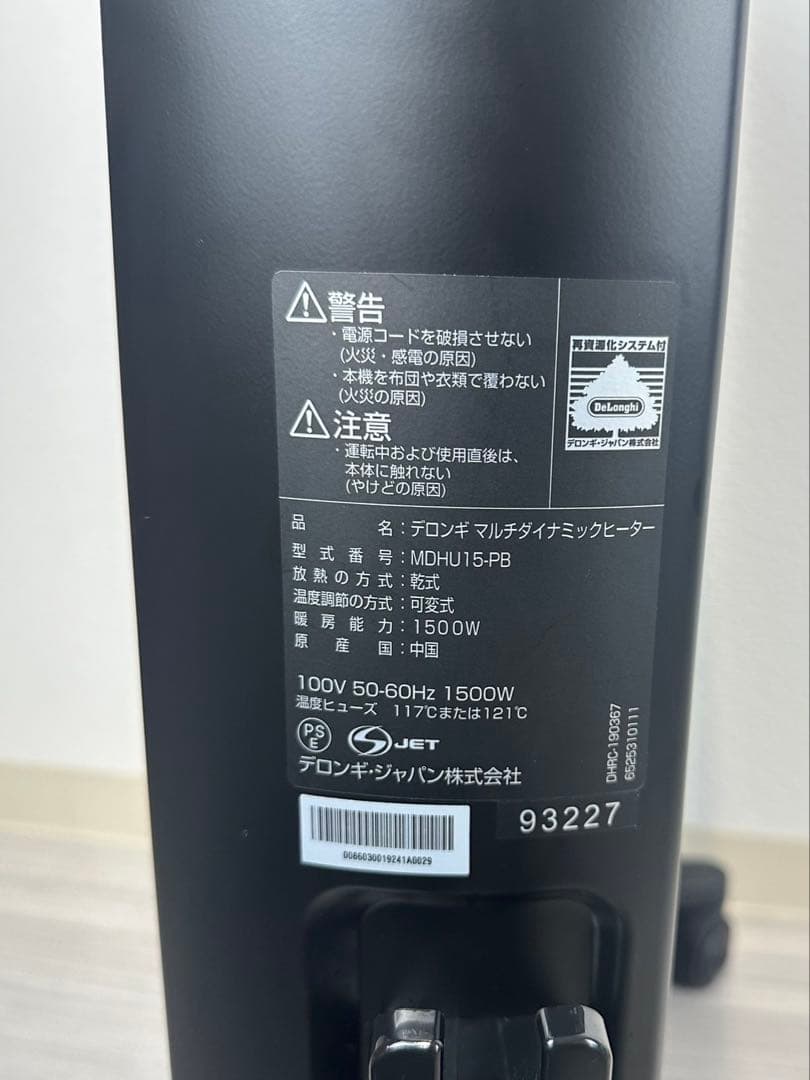 警告
・電源コードを破損させない
(火災・感電の原因)
・本機を布団や衣類で覆わない
(火災の原因)
注意
・運転中および使用直後は、
本体に触れない
(やけどの原因)
再資源化システム付
DeLonghi
デロンギ・ジャパン株式会社
品名：デロンギ マルチダイナミックヒーター
型式番号：MDHU15-PB
放熱の方式：乾式
温度調節の方式：可変式
暖房能力：1500W
原産国：中国
100V 50-60Hz 1500W
温度ヒューズ 117℃または121℃
PSE
JET
デロンギ・ジャパン株式会社
DHRC-190367
6525310111
93227
0066030019241A0029